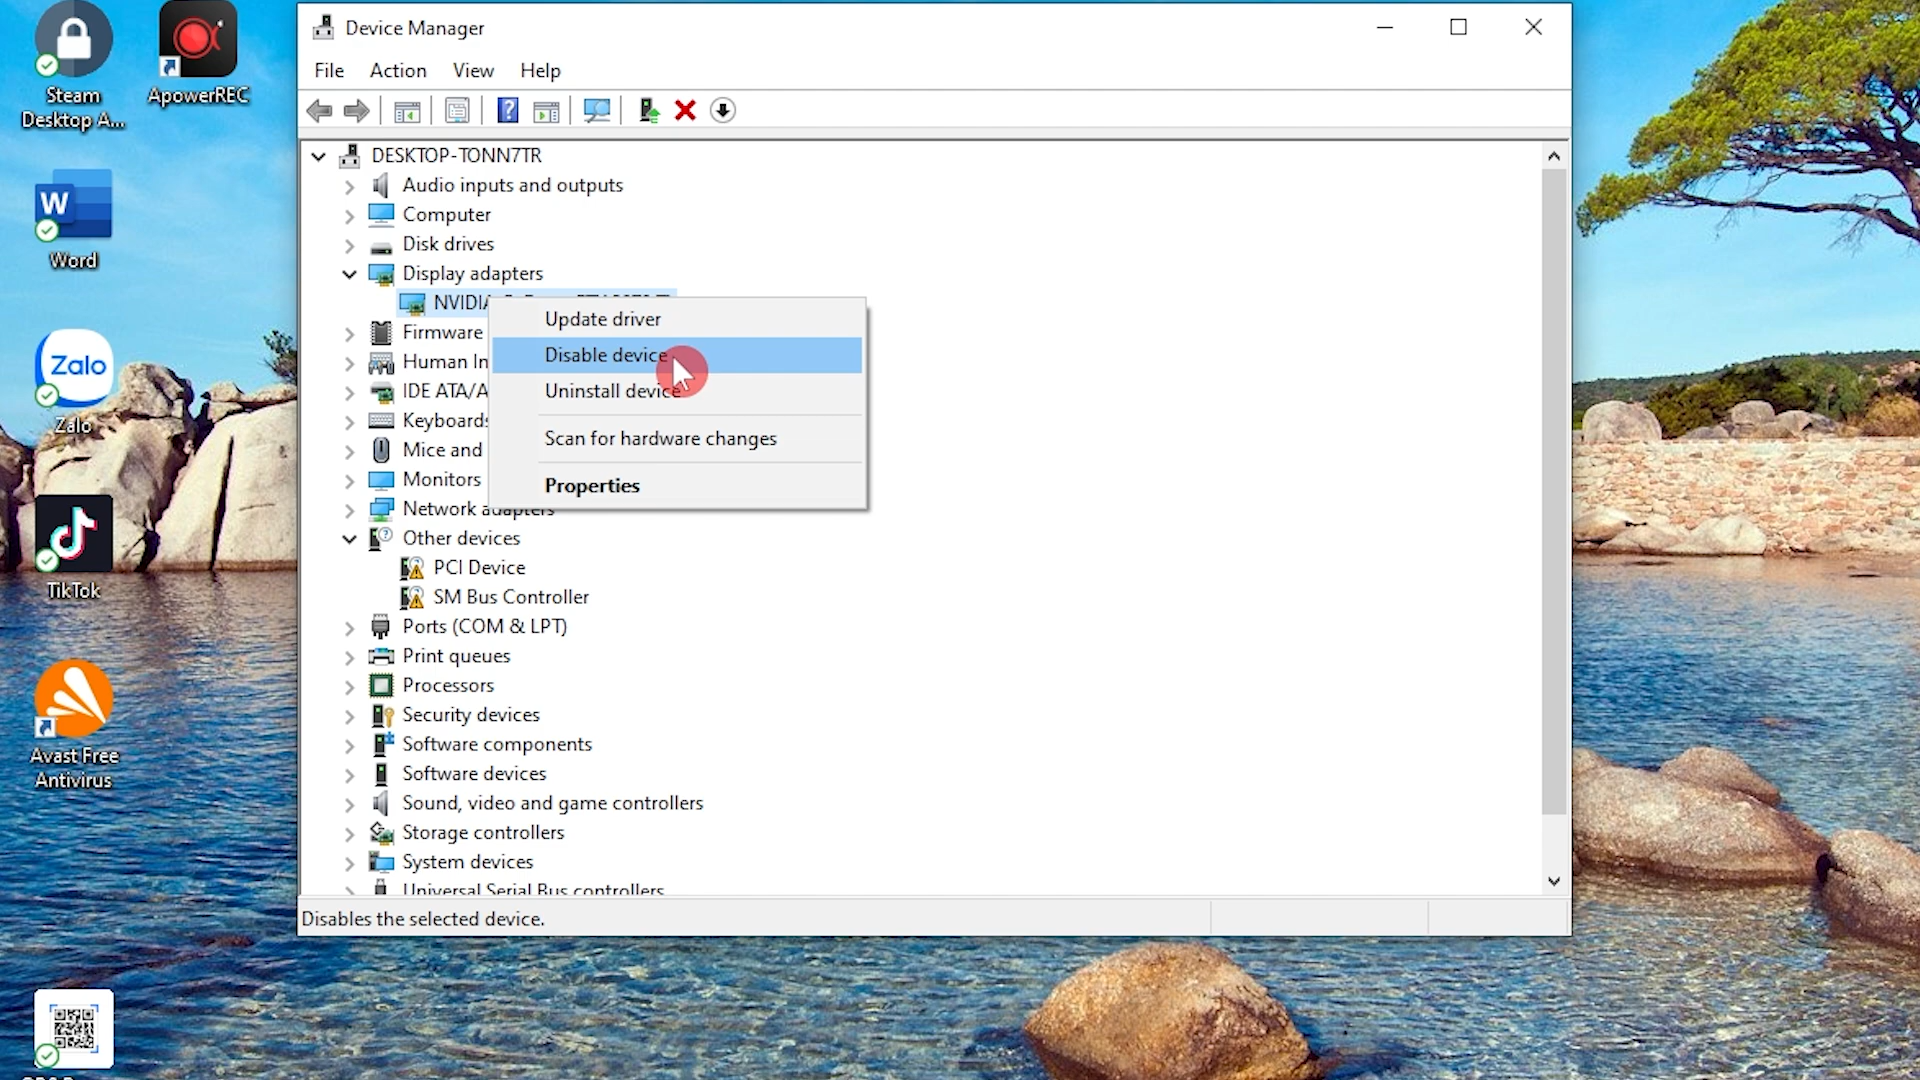 Steam
Desktop A...
ApowerREC
Word
W
Zalo
Zalo
TikTok
Avast Free
Antivirus
Device Manager
File Action View Help
DESKTOP-TONN7TR
Audio inputs and outputs
Computer
Disk drives
Display adapters
NVIDIA
Firmware
Human In
IDE ATA/A
Keyboards
Mice and
Monitors
Network adapters
Other devices
PCI Device
SM Bus Controller
Ports (COM & LPT)
Print queues
Processors
Security devices
Software components
Software devices
Sound, video and game controllers
Storage controllers
System devices
Universal Serial Bus controllers
Update driver
Disable device
Uninstall device
Scan for hardware changes
Properties
Disables the selected device.